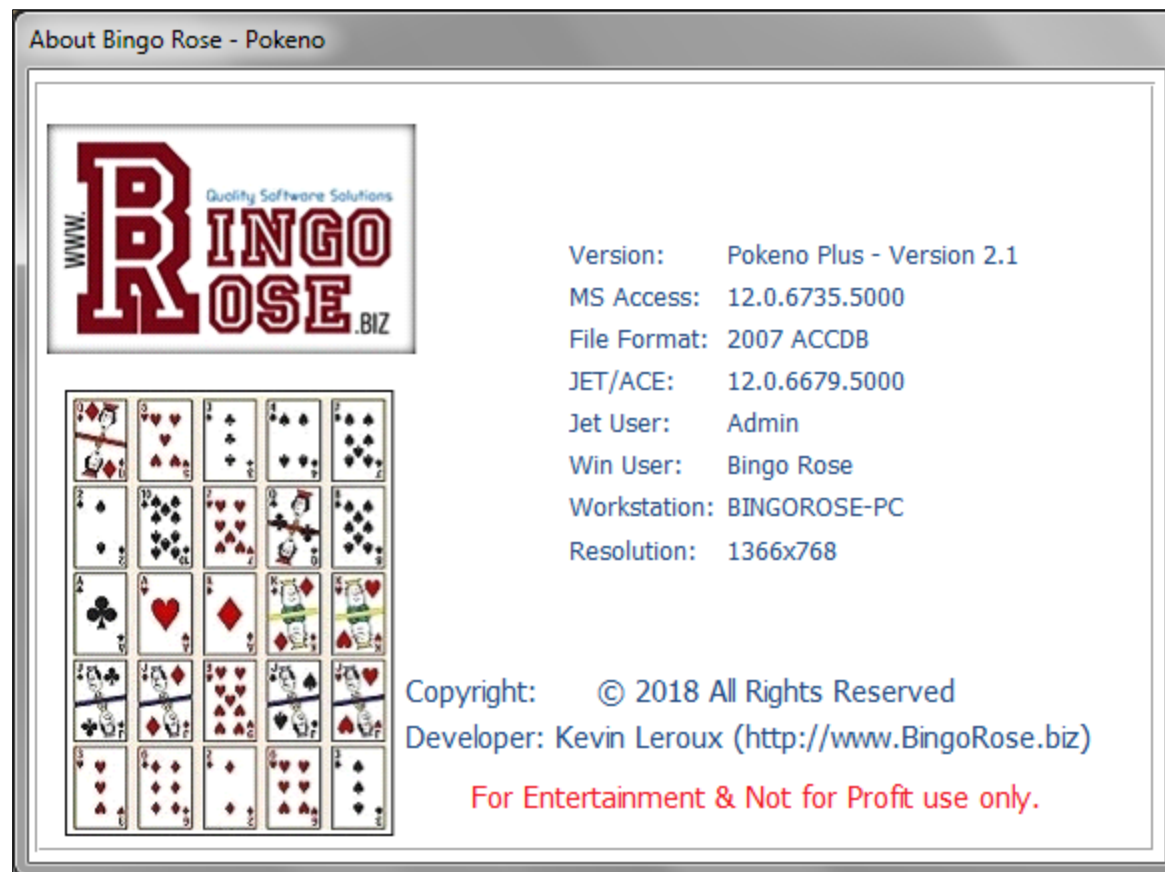 About Bingo Rose - Pokeno
www.
Quality Software Solutions
BINGO
ROSE.BIZ
Version: Pokeno Plus - Version 2.1
MS Access: 12.0.6735.5000
File Format: 2007 ACCDB
JET/ACE: 12.0.6679.5000
Jet User: Admin
Win User: Bingo Rose
Workstation: BINGOROSE-PC
Resolution: 1366x768
Copyright: © 2018 All Rights Reserved
Developer: Kevin Leroux (http://www.BingoRose.biz)
For Entertainment & Not for Profit use only.